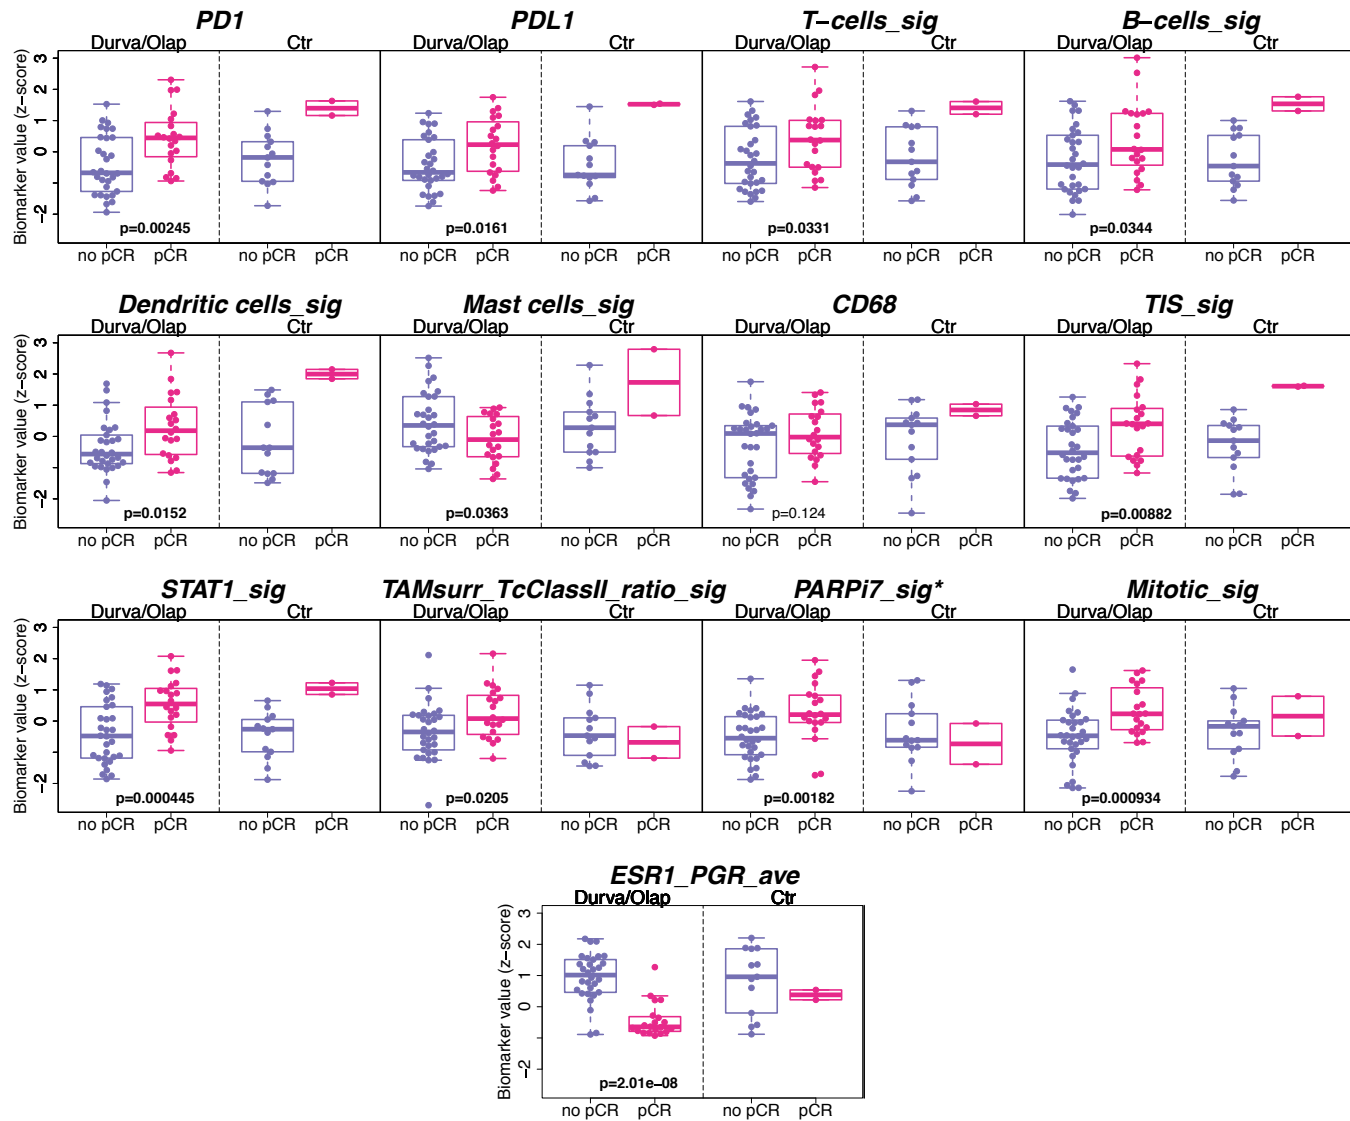 PD1 PDL1 T-cells_sig B-cells_sig
Durva/Olap Ctr Durva/Olap Ctr Durva/Olap Ctr Durva/Olap Ctr
Biomarker value (z-score)
3
2
1
0
-2
p=0.00245 p=0.0161 p=0.0331 p=0.0344
no pCR pCR no pCR pCR no pCR pCR no pCR pCR no pCR pCR no pCR pCR no pCR pCR no pCR pCR
Dendritic cells_sig Mast cells_sig CD68 TIS_sig
Durva/Olap Ctr Durva/Olap Ctr Durva/Olap Ctr Durva/Olap Ctr
Biomarker value (z-score)
3
2
1
0
-2
p=0.0152 p=0.0363 p=0.124 p=0.00882
no pCR pCR no pCR pCR no pCR pCR no pCR pCR no pCR pCR no pCR pCR no pCR pCR no pCR pCR
STAT1_sig TAMsurr_TcClassII_ratio_sig PARPi7_sig* Mitotic_sig
Durva/Olap Ctr Durva/Olap Ctr Durva/Olap Ctr Durva/Olap Ctr
Biomarker value (z-score)
3
2
1
0
-2
p=0.000445 p=0.0205 p=0.00182 p=0.000934
no pCR pCR no pCR pCR no pCR pCR no pCR pCR no pCR pCR no pCR pCR no pCR pCR no pCR pCR
ESR1_PGR_ave
Durva/Olap Ctr
Biomarker value (z-score)
3
2
1
0
-2
p=2.01e-08
no pCR pCR no pCR pCR